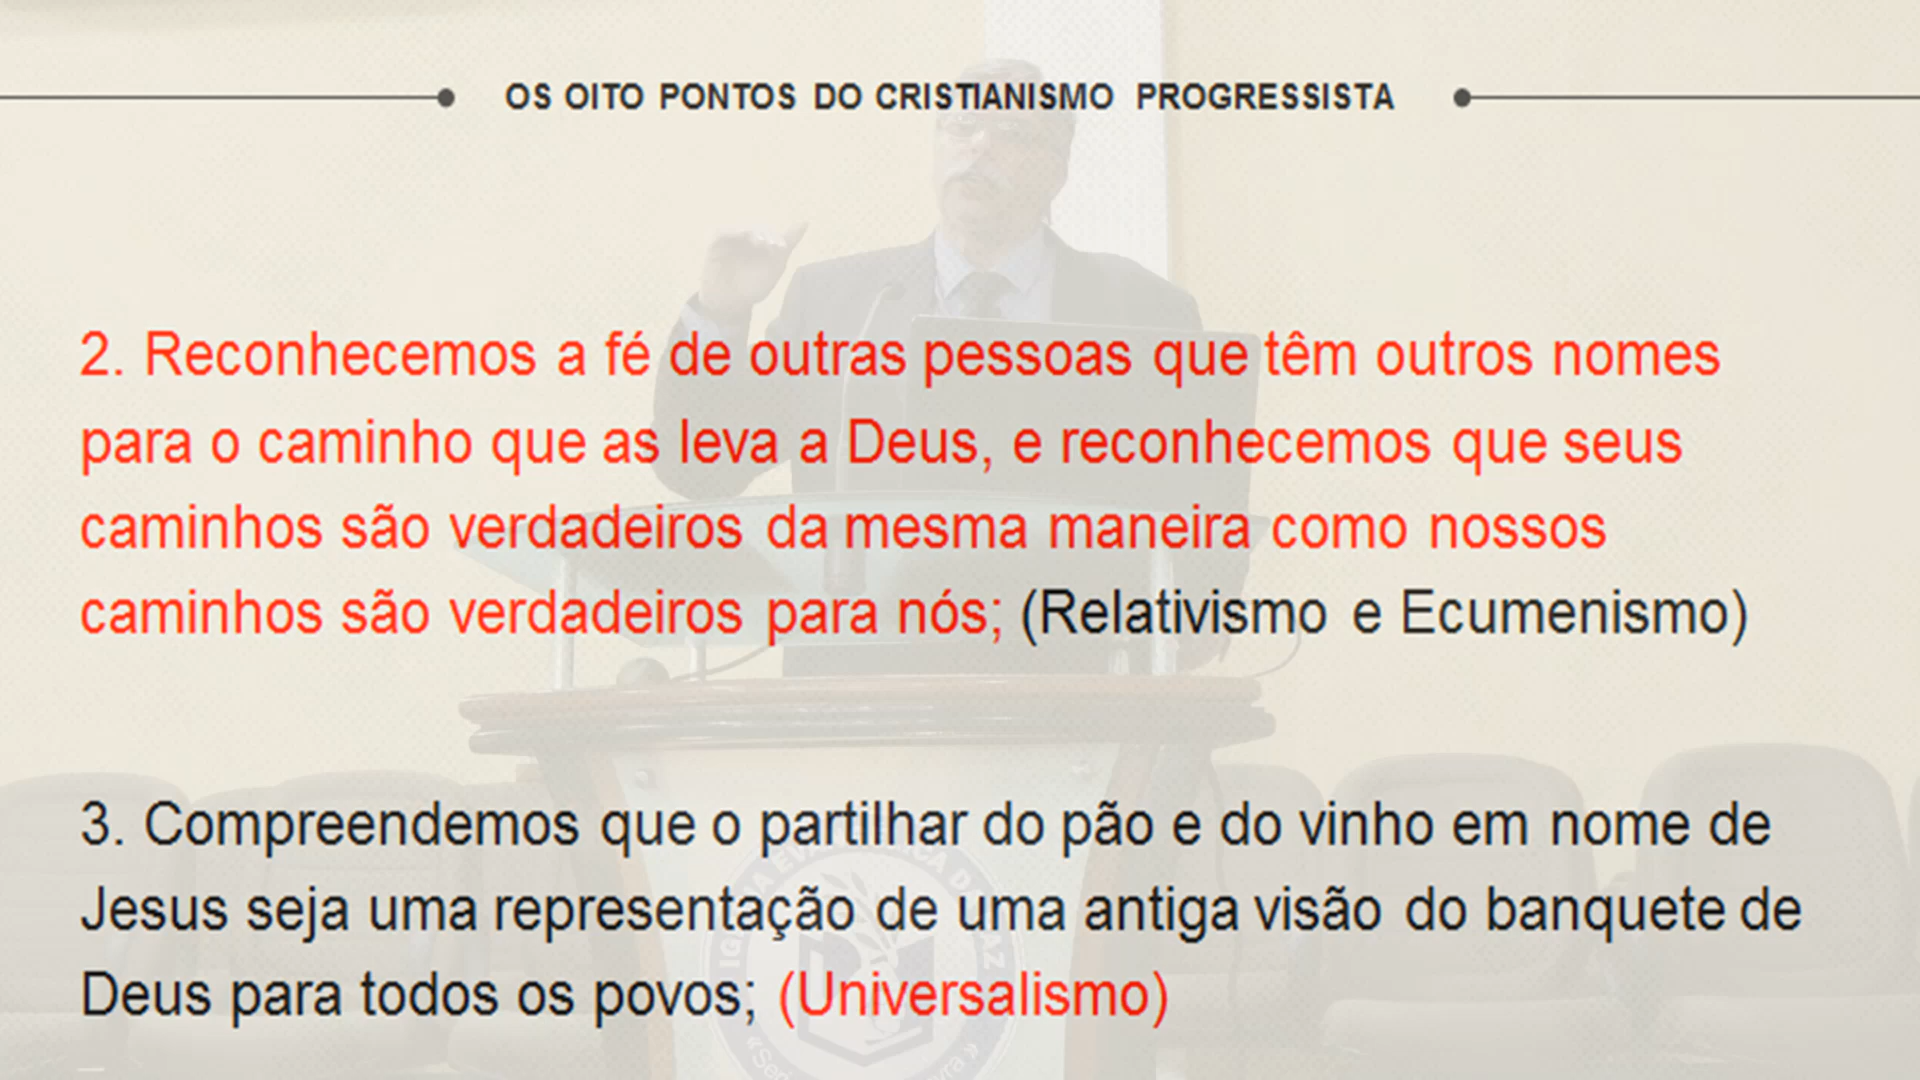 OS OITO PONTOS DO CRISTIANISMO PROGRESSISTA
2. Reconhecemos a fé de outras pessoas que têm outros nomes
para o caminho que as leva a Deus, e reconhecemos que seus
caminhos são verdadeiros da mesma maneira como nossos
caminhos são verdadeiros para nós; (Relativismo e Ecumenismo)
3. Compreendemos que o partilhar do pão e do vinho em nome de
Jesus seja uma representação de uma antiga visão do banquete de
Deus para todos os povos; (Universalismo)